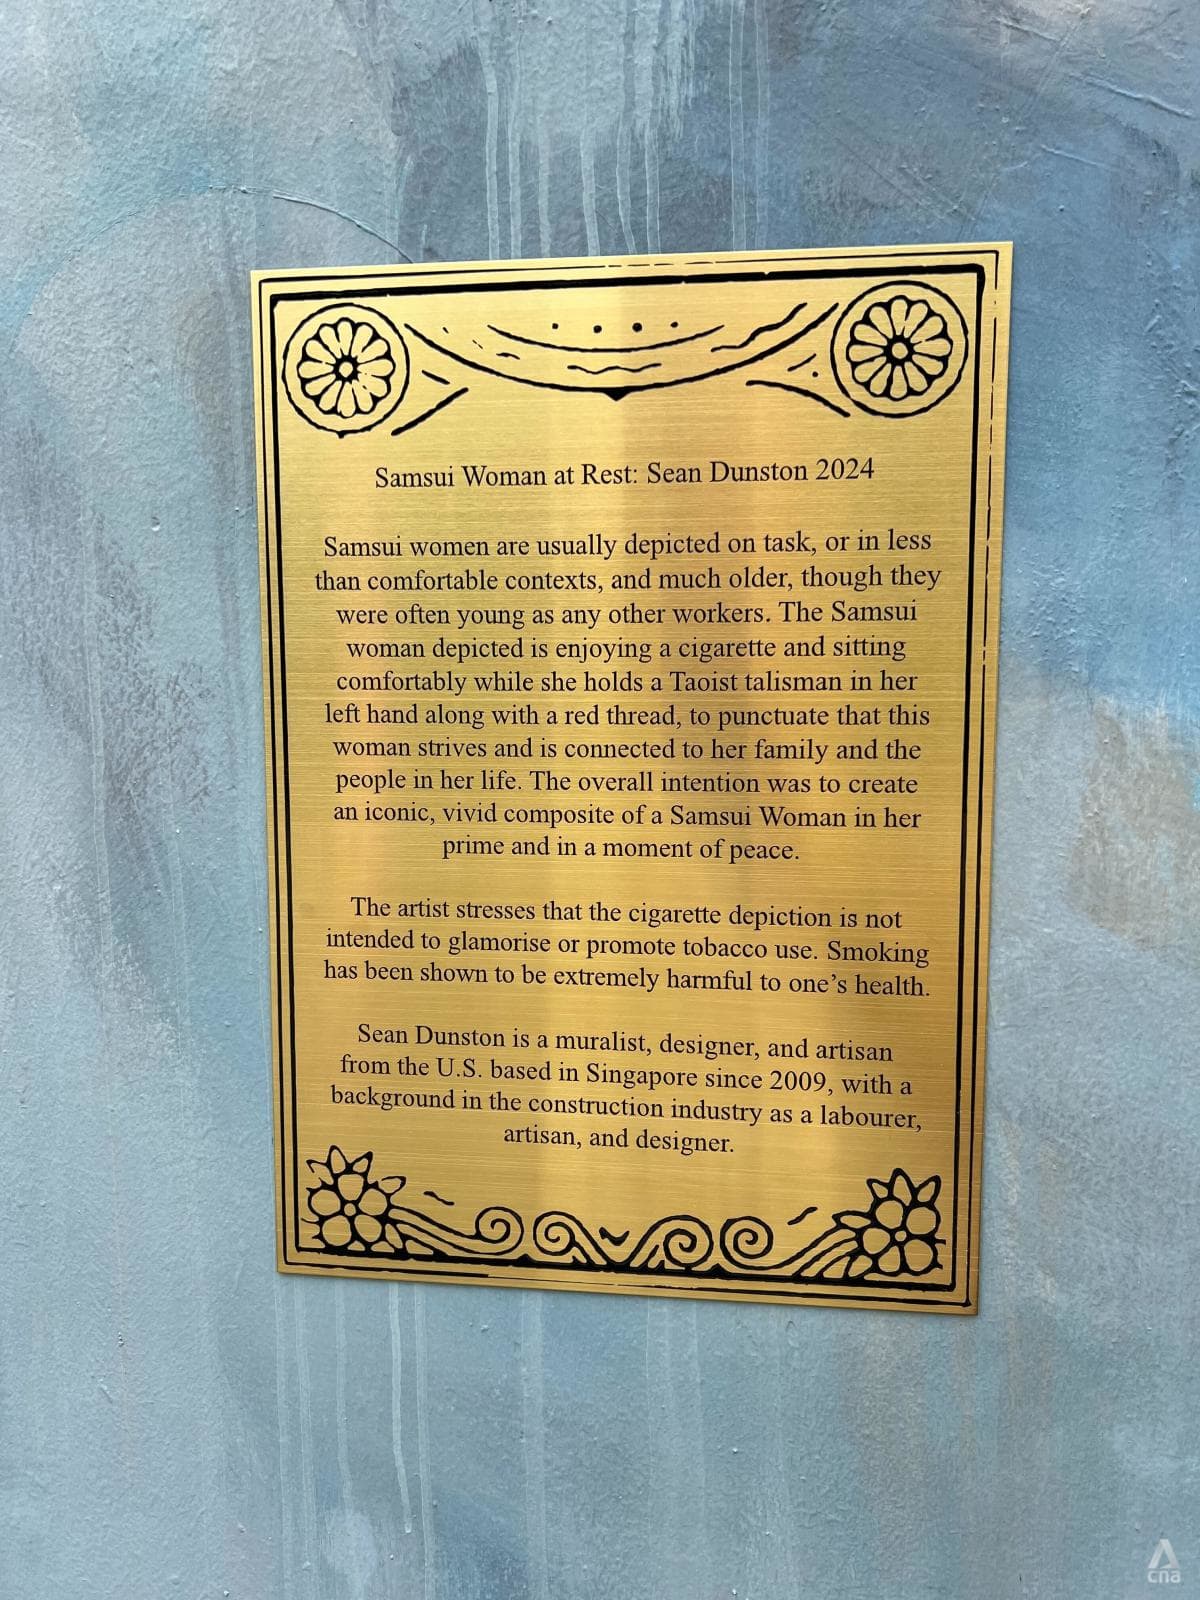 Samsui Woman at Rest: Sean Dunston 2024
Samsui women are usually depicted on task, or in less
than comfortable contexts, and much older, though they
were often young as any other workers. The Samsui
woman depicted is enjoying a cigarette and sitting
comfortably while she holds a Taoist talisman in her
left hand along with a red thread, to punctuate that this
woman strives and is connected to her family and the
people in her life. The overall intention was to create
an iconic, vivid composite of a Samsui Woman in her
prime and in a moment of peace.
The artist stresses that the cigarette depiction is not
intended to glamorise or promote tobacco use. Smoking
has been shown to be extremely harmful to one’s health.
Sean Dunston is a muralist, designer, and artisan
from the U.S. based in Singapore since 2009, with a
background in the construction industry as a labourer,
artisan, and designer.
cna